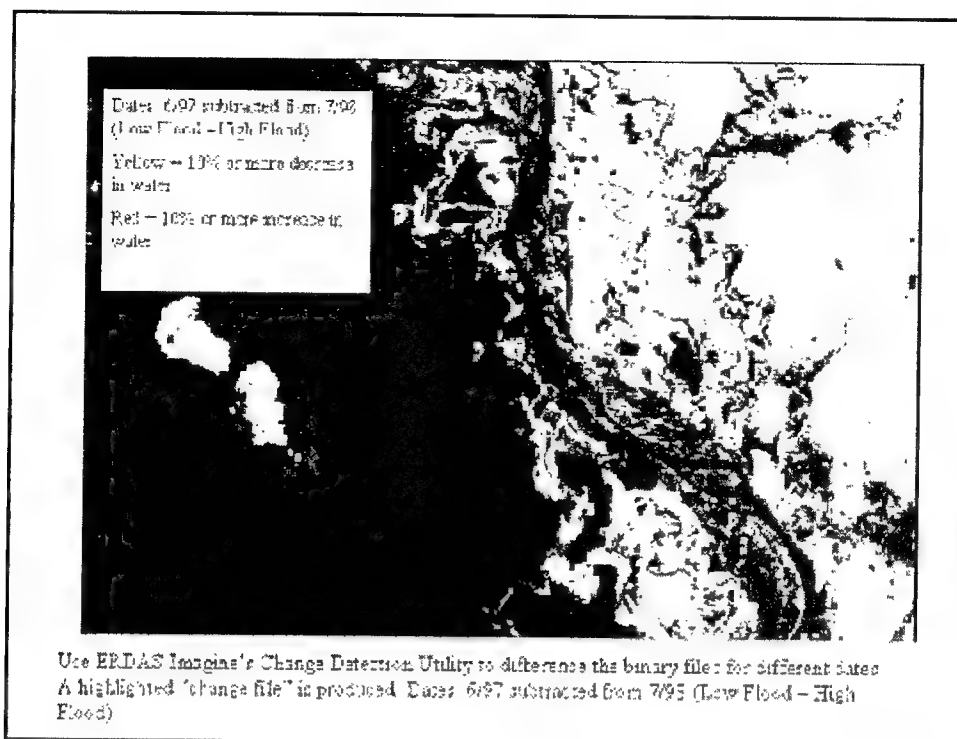 Dates: 6/97 subtracted from 7/98
(Low Flood – High Flood)
Yellow – 10% or more decrease
in water
Red – 10% or more increase in
water
Use ERDAS Imagine's Change Detection Utility to difference the binary files for different dates
A highlighted "change file" is produced. Dates: 6/97 subtracted from 7/98 (Low Flood – High
Flood)